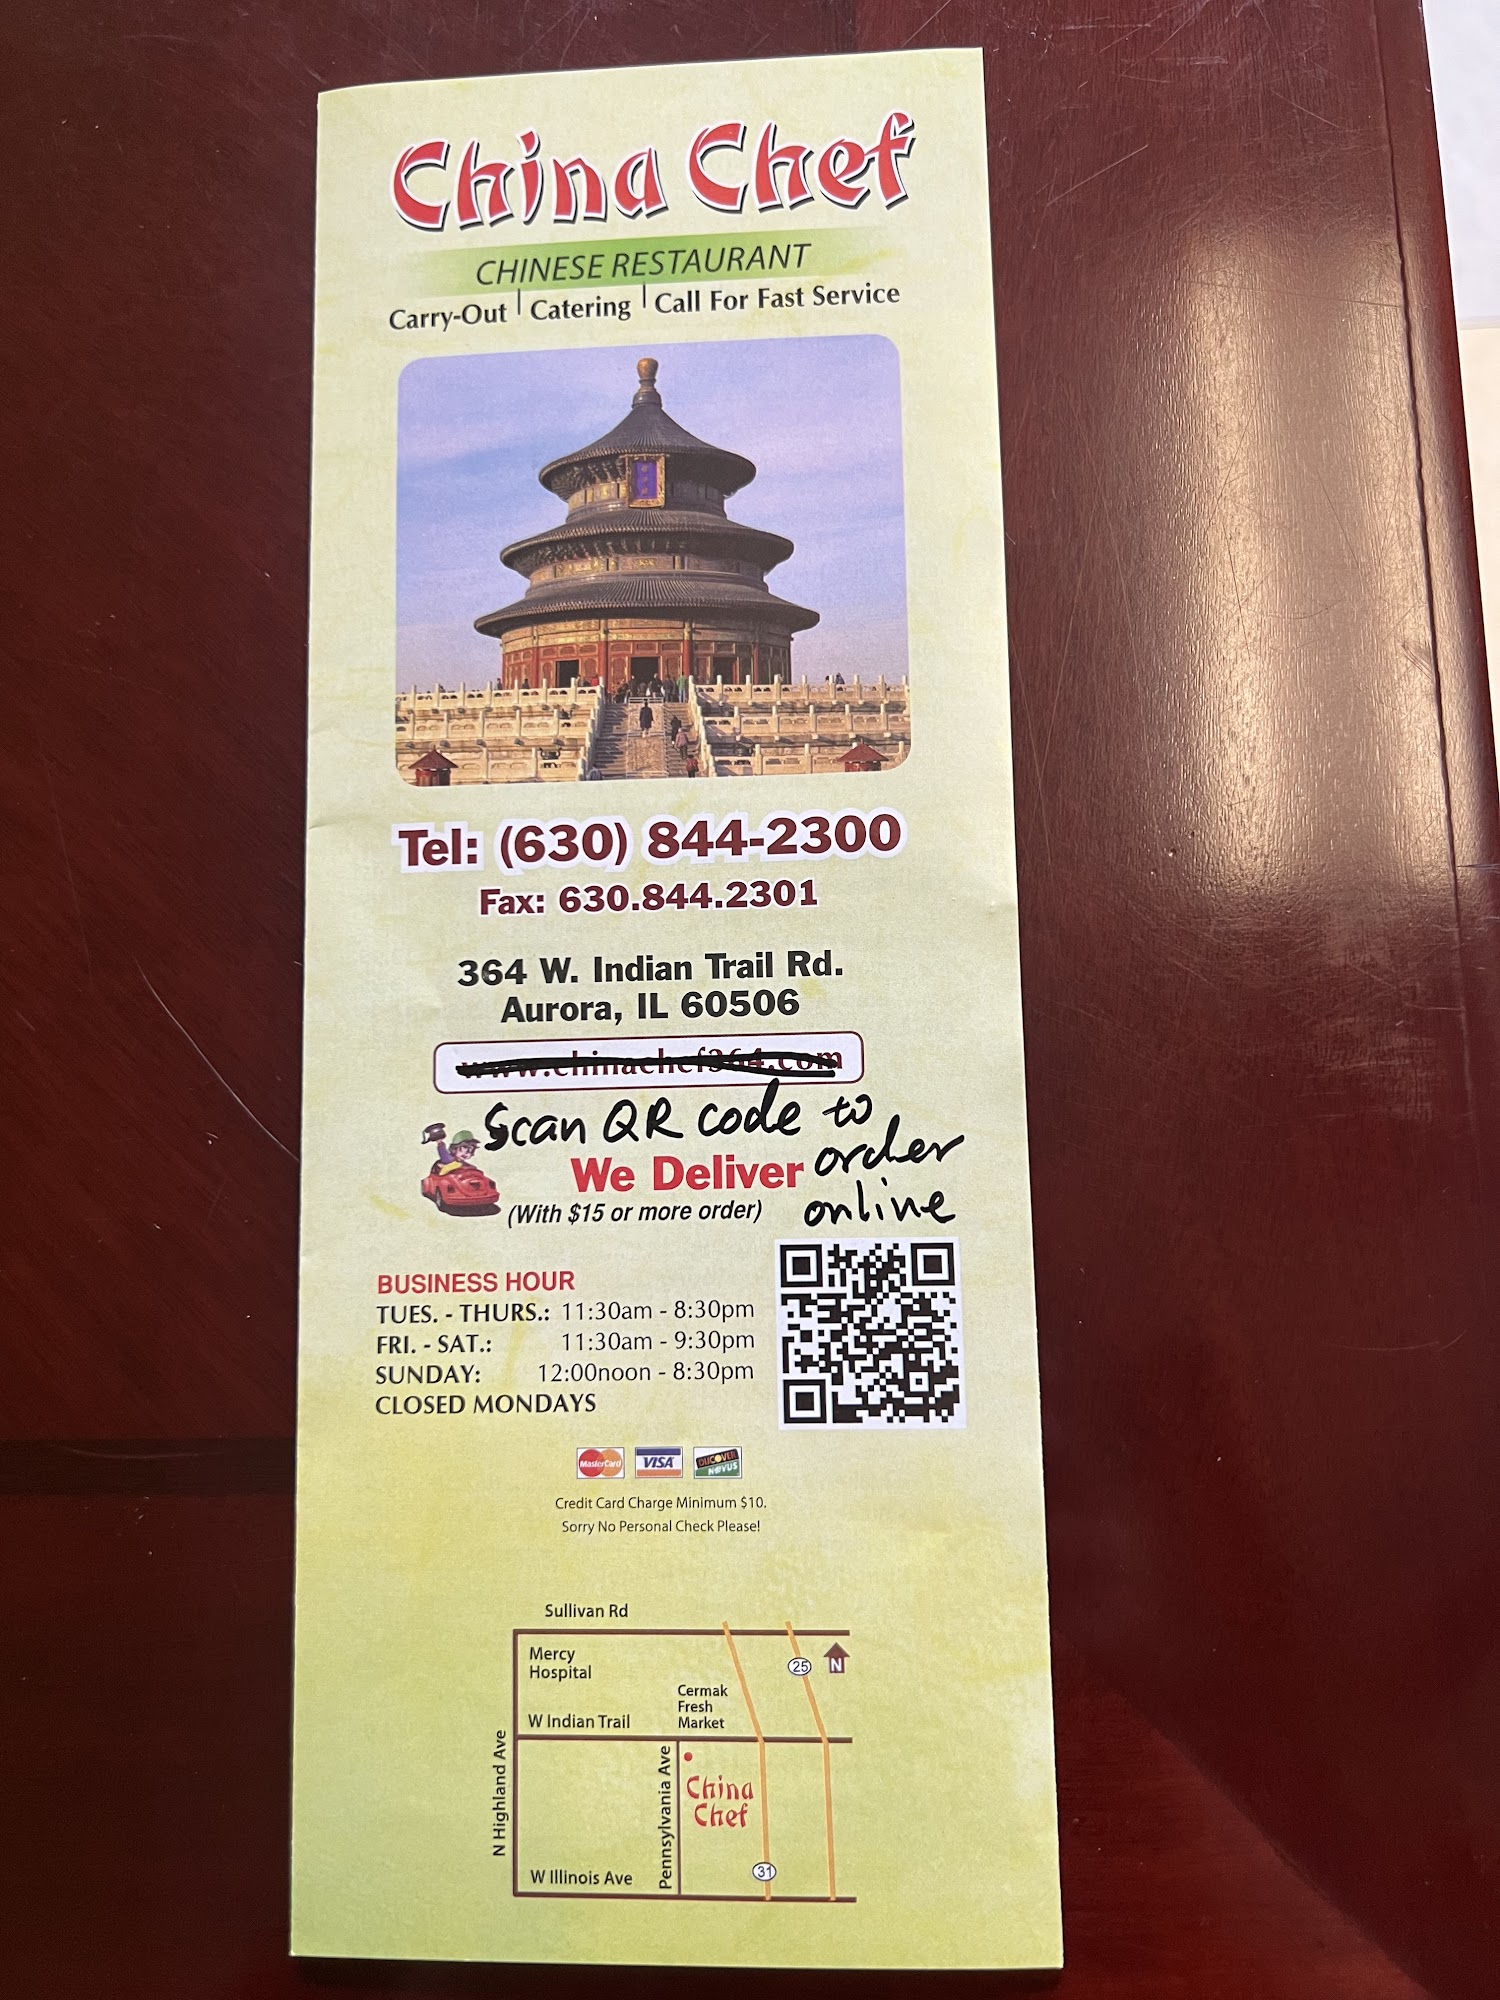 China Chef
CHINESE RESTAURANT
Carry-Out | Catering | Call For Fast Service
Tel: (630) 844-2300
Fax: 630.844.2301
364 W. Indian Trail Rd.
Aurora, IL 60506
www.chinachef364.com
Scan QR code to
order
online
We Deliver
(With $15 or more order)
BUSINESS HOUR
TUES. - THURS.: 11:30am - 8:30pm
FRI. - SAT.: 11:30am - 9:30pm
SUNDAY: 12:00noon - 8:30pm
CLOSED MONDAYS
MasterCard VISA DISCOVER NOVUS
Credit Card Charge Minimum $10.
Sorry No Personal Check Please!
Sullivan Rd
Mercy
Hospital
25
N
Cermak
Fresh
Market
W Indian Trail
N Highland Ave
Pennsylvania Ave
China
Chef
31
W Illinois Ave